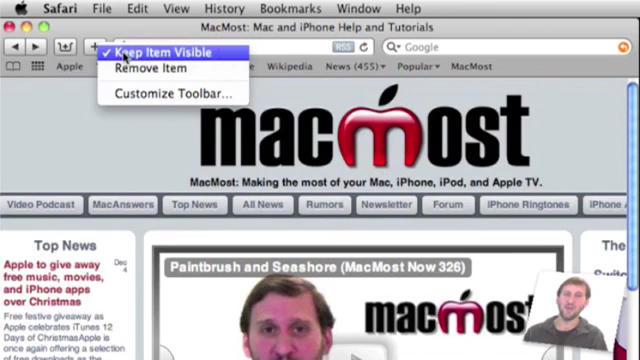 Safari File Edit View History Bookmarks Window Help
MacMost: Mac and iPhone Help and Tutorials
✓ Keep Item Visible
RSS
Google
Remove Item
Customize Toolbar...
Apple
Wikipedia News (455) Popular
macmost
MacMost: Making the most of your Mac, iPhone, iPod, and Apple TV.
Video Podcast MacAnswers Top News All News Rumors Newsletter Forum iPhone Ringtones iPhone
Top News
Apple to give away
free music, movies,
and iPhone apps
over Christmas
Dec
4
Free festive giveaway as
Apple celebrates iTunes 12
Days of ChristmasApple is
once again offering a selection
of free downloads as the
Paintbrush and Seashore (MacMost Now 326)
macmost
The